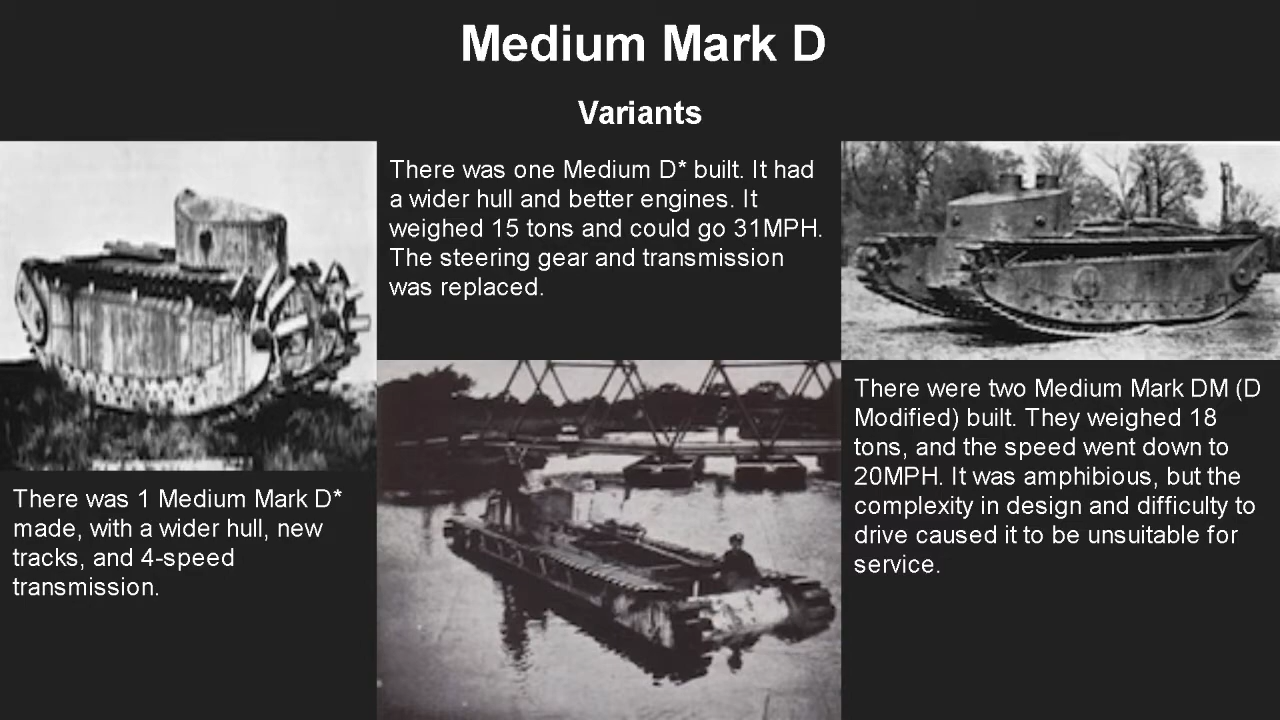 Medium Mark D
Variants
There was one Medium D* built. It had
a wider hull and better engines. It
weighed 15 tons and could go 31MPH.
The steering gear and transmission
was replaced.
There was 1 Medium Mark D*
made, with a wider hull, new
tracks, and 4-speed
transmission.
There were two Medium Mark DM (D
Modified) built. They weighed 18
tons, and the speed went down to
20MPH. It was amphibious, but the
complexity in design and difficulty to
drive caused it to be unsuitable for
service.